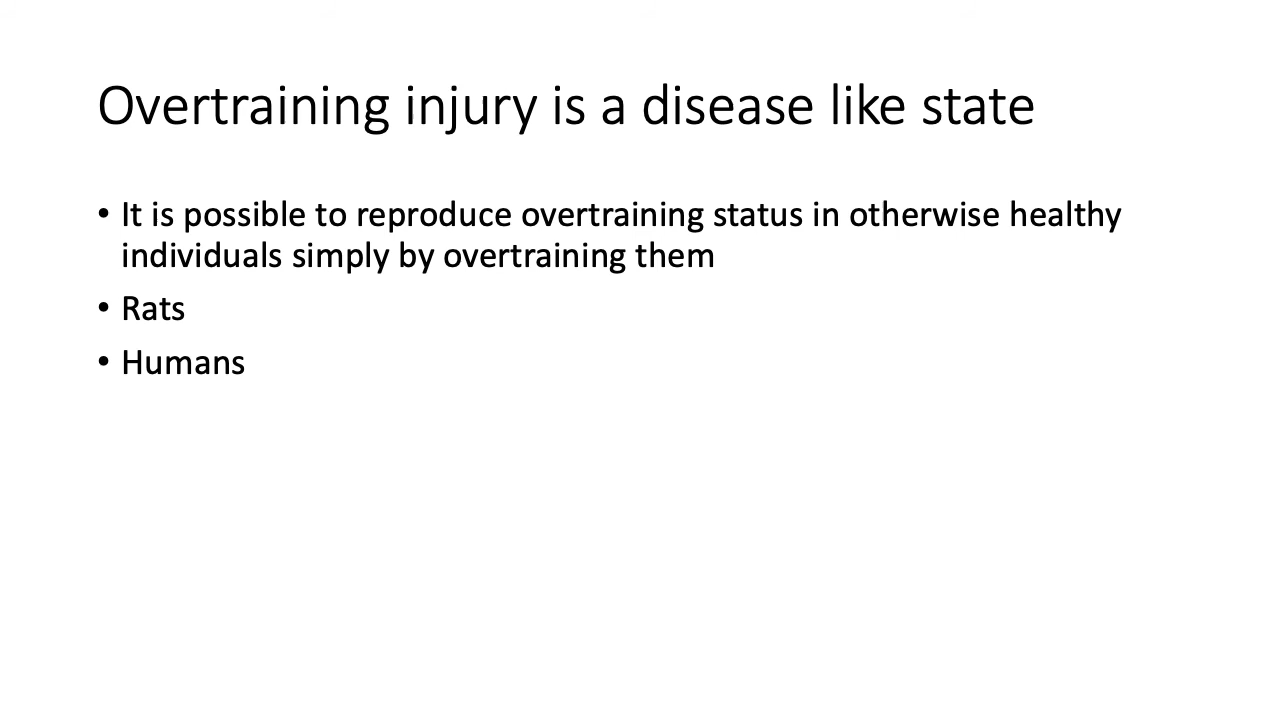 Overtraining injury is a disease like state
• It is possible to reproduce overtraining status in otherwise healthy
individuals simply by overtraining them
• Rats
• Humans